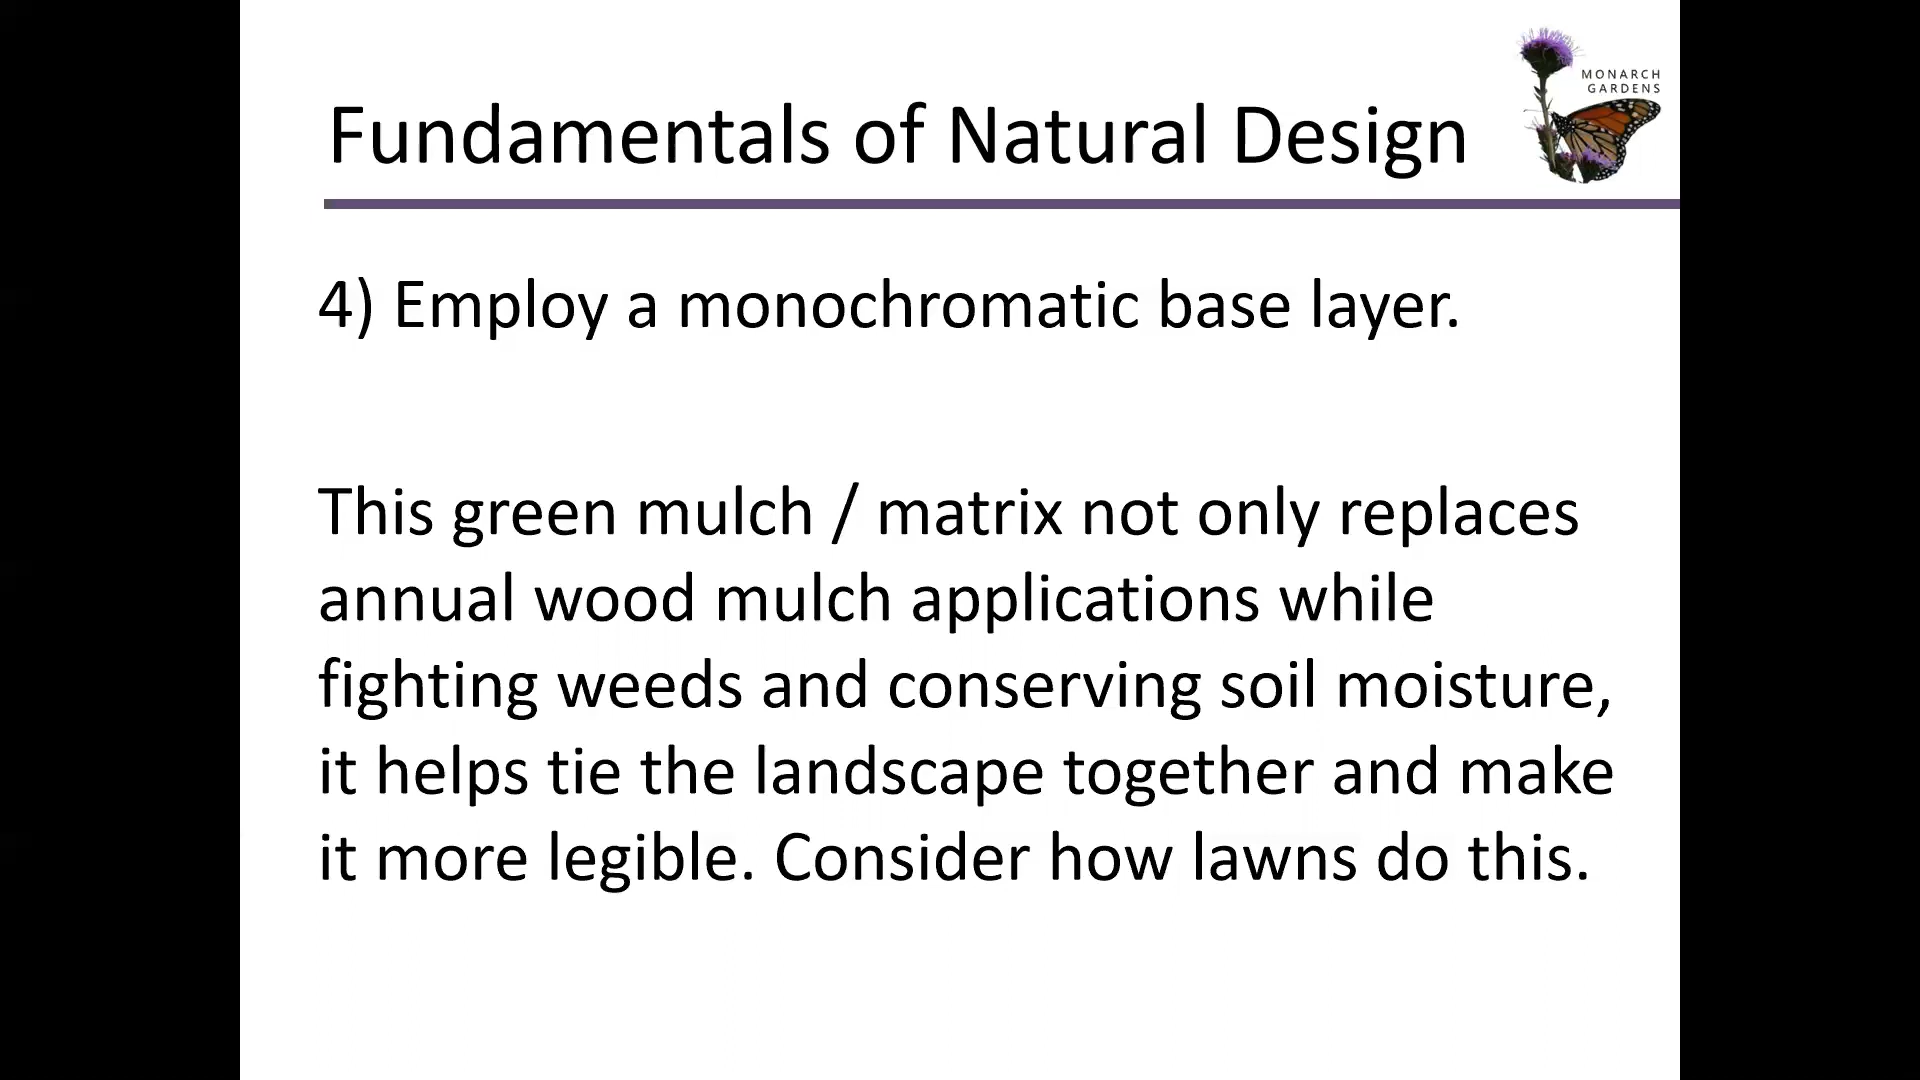 MONARCH
GARDENS
Fundamentals of Natural Design
4) Employ a monochromatic base layer.
This green mulch / matrix not only replaces
annual wood mulch applications while
fighting weeds and conserving soil moisture,
it helps tie the landscape together and make
it more legible. Consider how lawns do this.